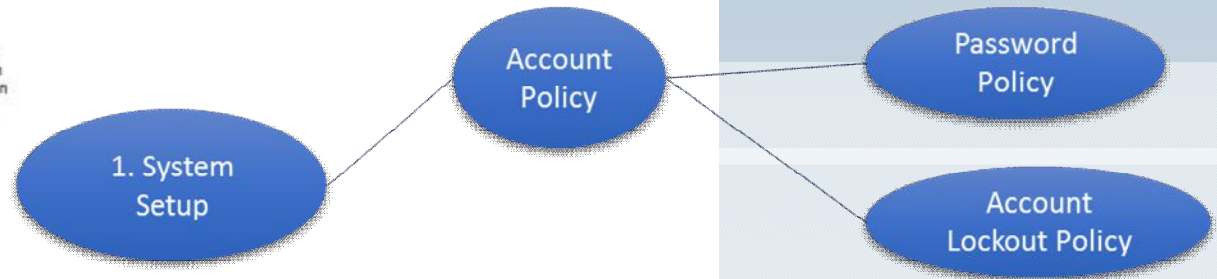 Account
Policy
Password
Policy
1. System
Setup
Account
Lockout Policy